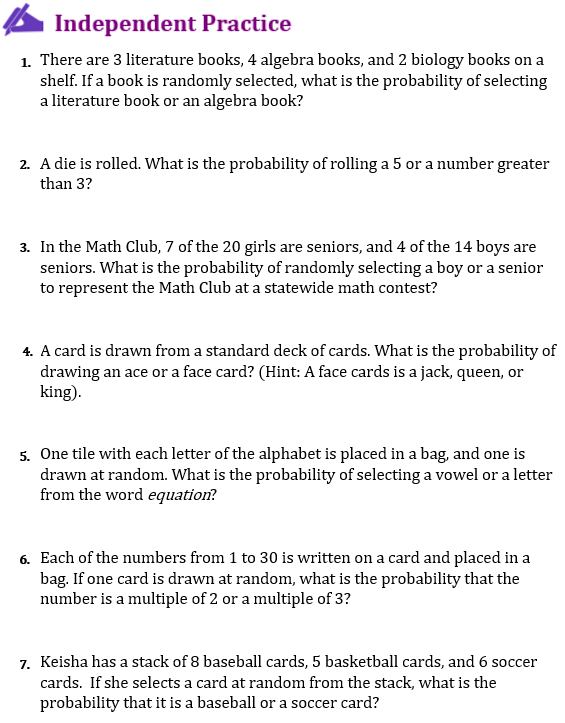 Independent Practice
1. There are 3 literature books, 4 algebra books, and 2 biology books on a
shelf. If a book is randomly selected, what is the probability of selecting
a literature book or an algebra book?
2. A die is rolled. What is the probability of rolling a 5 or a number greater
than 3?
3. In the Math Club, 7 of the 20 girls are seniors, and 4 of the 14 boys are
seniors. What is the probability of randomly selecting a boy or a senior
to represent the Math Club at a statewide math contest?
4. A card is drawn from a standard deck of cards. What is the probability of
drawing an ace or a face card? (Hint: A face cards is a jack, queen, or
king).
5. One tile with each letter of the alphabet is placed in a bag, and one is
drawn at random. What is the probability of selecting a vowel or a letter
from the word equation?
6. Each of the numbers from 1 to 30 is written on a card and placed in a
bag. If one card is drawn at random, what is the probability that the
number is a multiple of 2 or a multiple of 3?
7. Keisha has a stack of 8 baseball cards, 5 basketball cards, and 6 soccer
cards. If she selects a card at random from the stack, what is the
probability that it is a baseball or a soccer card?